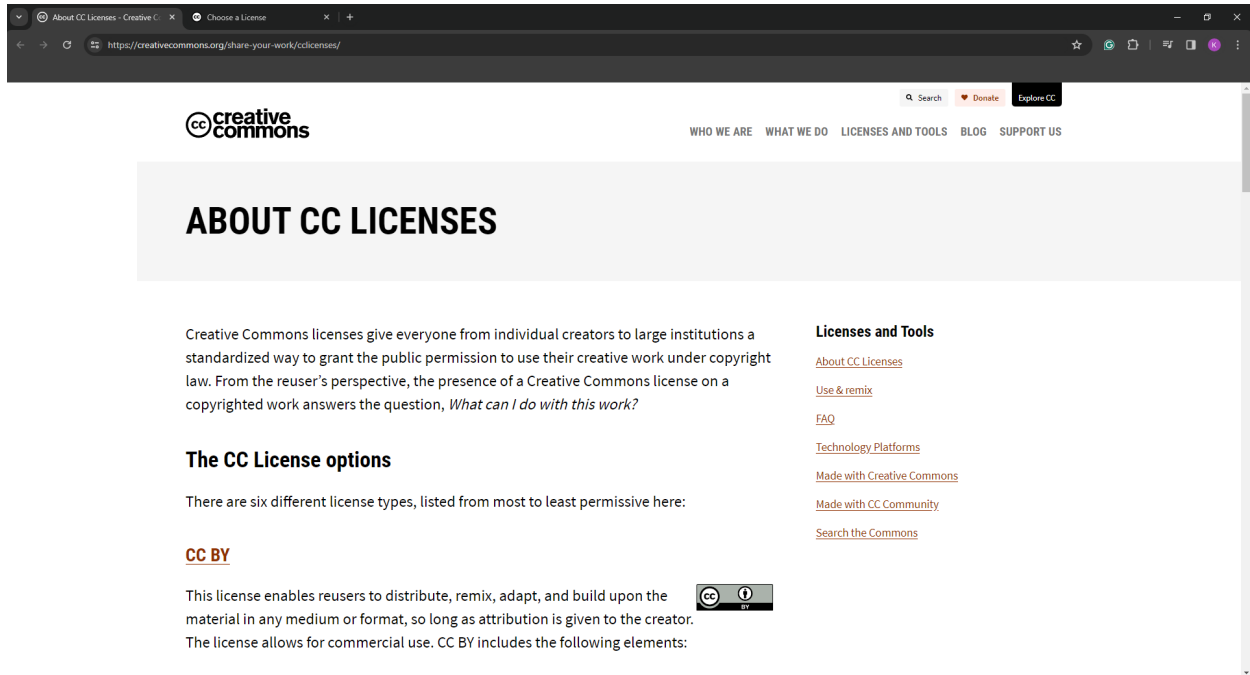 About CC Licenses - Creative Co
Choose a License
https://creativecommons.org/share-your-work/cclicenses/
K
Search
Donate
Explore CC
cc creative
commons
WHO WE ARE WHAT WE DO LICENSES AND TOOLS BLOG SUPPORT US
ABOUT CC LICENSES
Creative Commons licenses give everyone from individual creators to large institutions a
standardized way to grant the public permission to use their creative work under copyright
law. From the reuser’s perspective, the presence of a Creative Commons license on a
copyrighted work answers the question, What can I do with this work?
The CC License options
There are six different license types, listed from most to least permissive here:
CC BY
This license enables reusers to distribute, remix, adapt, and build upon the
material in any medium or format, so long as attribution is given to the creator.
The license allows for commercial use. CC BY includes the following elements:
cc
BY
Licenses and Tools
About CC Licenses
Use & remix
FAQ
Technology Platforms
Made with Creative Commons
Made with CC Community
Search the Commons